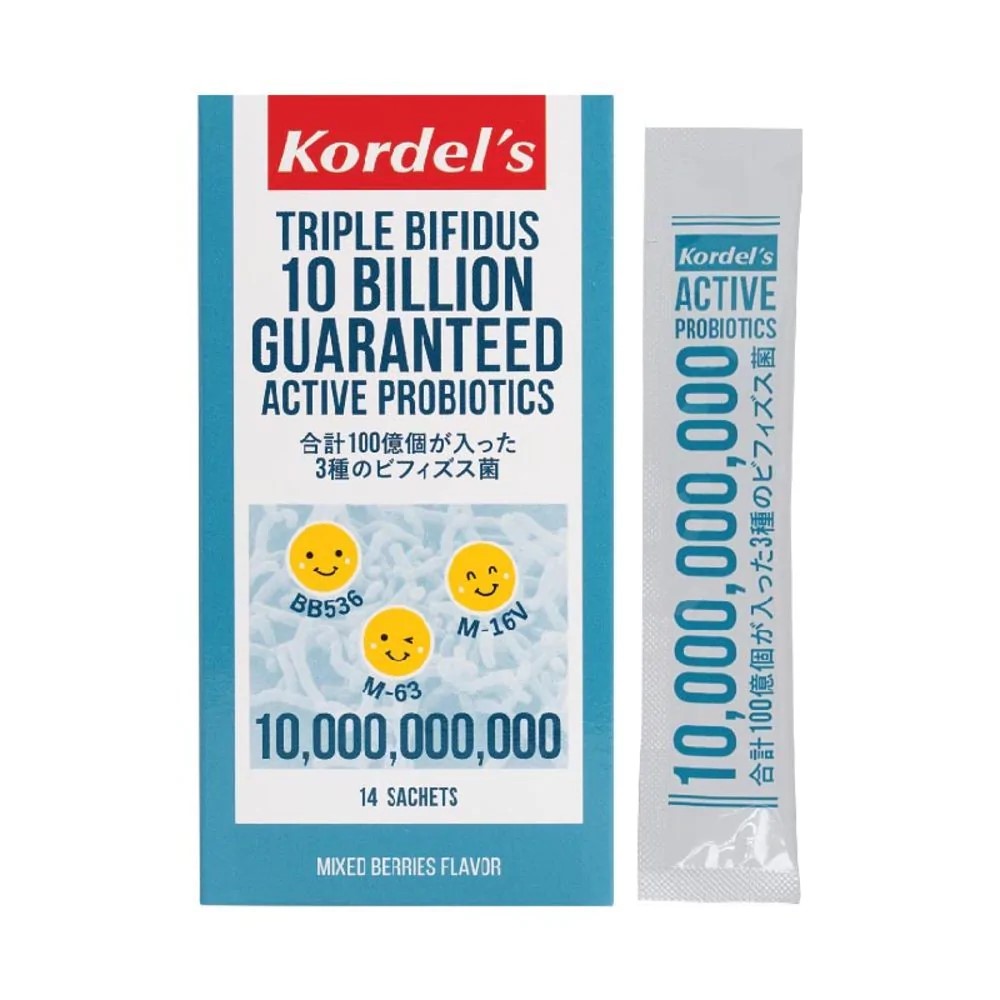 Kordel's
TRIPLE BIFIDUS
10 BILLION
GUARANTEED
ACTIVE PROBIOTICS
合計100億個が入った
3種のビフィズス菌
BB536
M-16V
M-63
10,000,000,000
14 SACHETS
MIXED BERRIES FLAVOR
Kordel's
ACTIVE
PROBIOTICS
10,000,000,000
合計100億個が入った3種のビフィズス菌